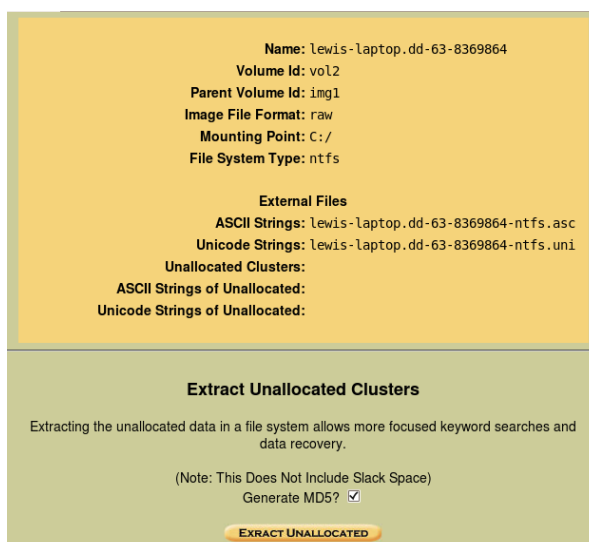 Name: lewis-laptop.dd-63-8369864
Volume Id: vol2
Parent Volume Id: img1
Image File Format: raw
Mounting Point: C:/
File System Type: ntfs
External Files
ASCII Strings: lewis-laptop.dd-63-8369864-ntfs.asc
Unicode Strings: lewis-laptop.dd-63-8369864-ntfs.uni
Unallocated Clusters:
ASCII Strings of Unallocated:
Unicode Strings of Unallocated:
Extract Unallocated Clusters
Extracting the unallocated data in a file system allows more focused keyword searches and
data recovery.
(Note: This Does Not Include Slack Space)
Generate MD5?
EXRACT UNALLOCATED